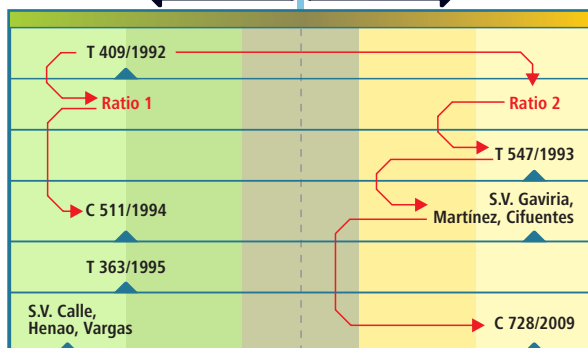 T 409/1992
Ratio 1
Ratio 2
T 547/1993
S.V. Gaviria,
Martínez, Cifuentes
C 511/1994
T 363/1995
S.V. Calle,
Henao, Vargas
C 728/2009